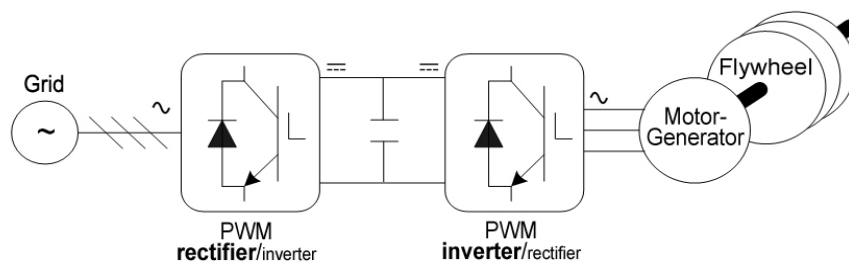 Grid
~
~
PWM
rectifier/inverter
PWM
inverter/rectifier
~
Motor-
Generator
Flywheel